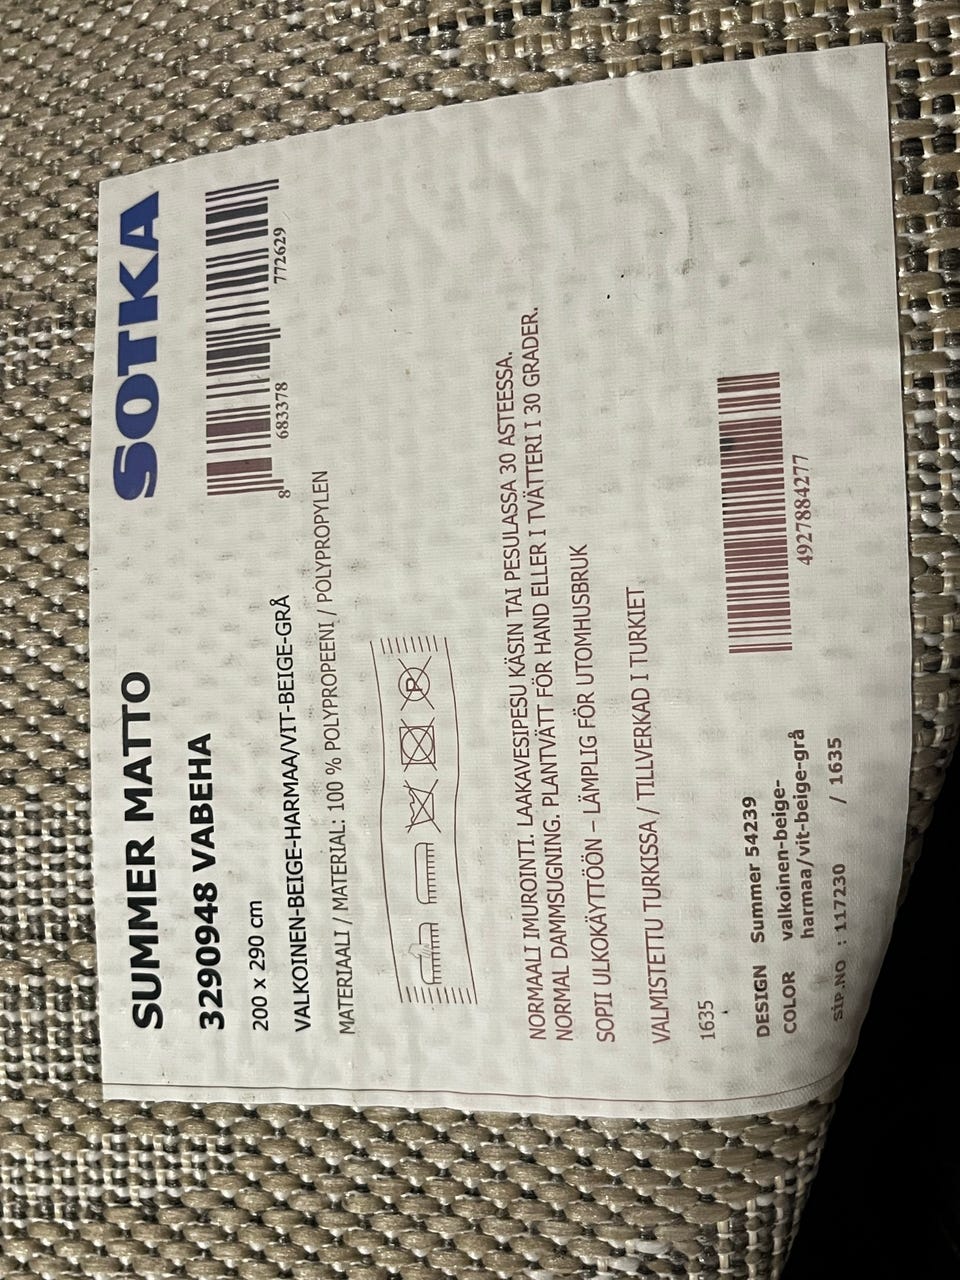 SUMMER MATTO
SOTKA
3290948 VABEHA
8 683378 772629
200 x 290 cm
VALKOINEN-BEIGE-HARMAA/VIT-BEIGE-GRÅ
MATERIAALI / MATERIAL: 100 % POLYPROPEENI / POLYPROPYLEN
P
NORMAALI IMUROINTI. LAAKAVESIPESU KÄSIN TAI PESULASSA 30 ASTEESSA.
NORMAL DAMMSUGNING. PLANTVÄTT FÖR HAND ELLER I TVÄTTERI I 30 GRADER.
SOPII ULKOKÄYTTÖÖN – LÄMPLIG FÖR UTOMHUSBRUK
VALMISTETTU TURKISSA / TILLVERKAD I TURKIET
1635
DESIGN Summer 54239
COLOR valkoinen-beige-
harmaa/vit-beige-grå
SİP.NO : 117230 / 1635
4927884277